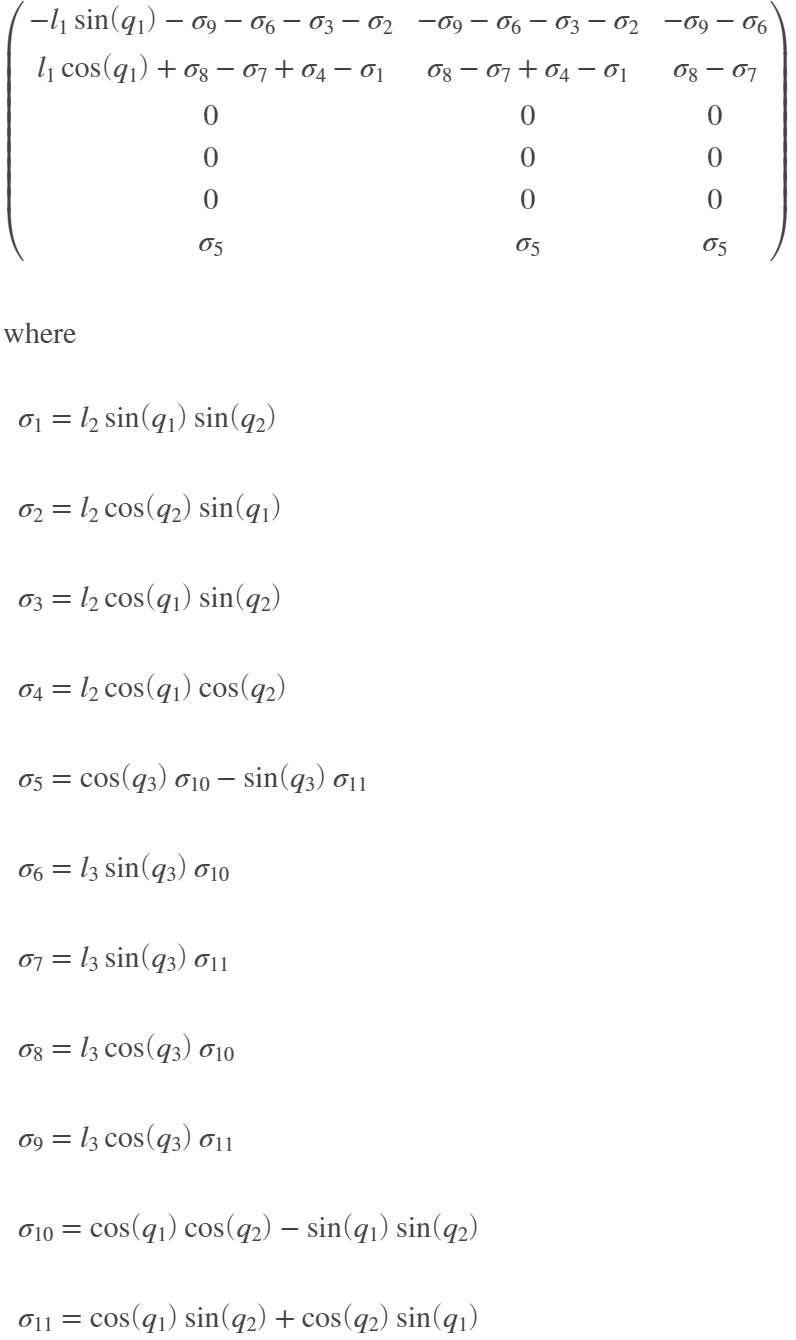 −l₁ sin(q₁) − σ₉ − σ₆ − σ₃ − σ₂   −σ₉ − σ₆ − σ₃ − σ₂   −σ₉ − σ₆
l₁ cos(q₁) + σ₈ − σ₇ + σ₄ − σ₁   σ₈ − σ₇ + σ₄ − σ₁   σ₈ − σ₇
0   0   0
0   0   0
0   0   0
σ₅   σ₅   σ₅
where
σ₁ = l₂ sin(q₁) sin(q₂)
σ₂ = l₂ cos(q₂) sin(q₁)
σ₃ = l₂ cos(q₁) sin(q₂)
σ₄ = l₂ cos(q₁) cos(q₂)
σ₅ = cos(q₃) σ₁₀ − sin(q₃) σ₁₁
σ₆ = l₃ sin(q₃) σ₁₀
σ₇ = l₃ sin(q₃) σ₁₁
σ₈ = l₃ cos(q₃) σ₁₀
σ₉ = l₃ cos(q₃) σ₁₁
σ₁₀ = cos(q₁) cos(q₂) − sin(q₁) sin(q₂)
σ₁₁ = cos(q₁) sin(q₂) + cos(q₂) sin(q₁)